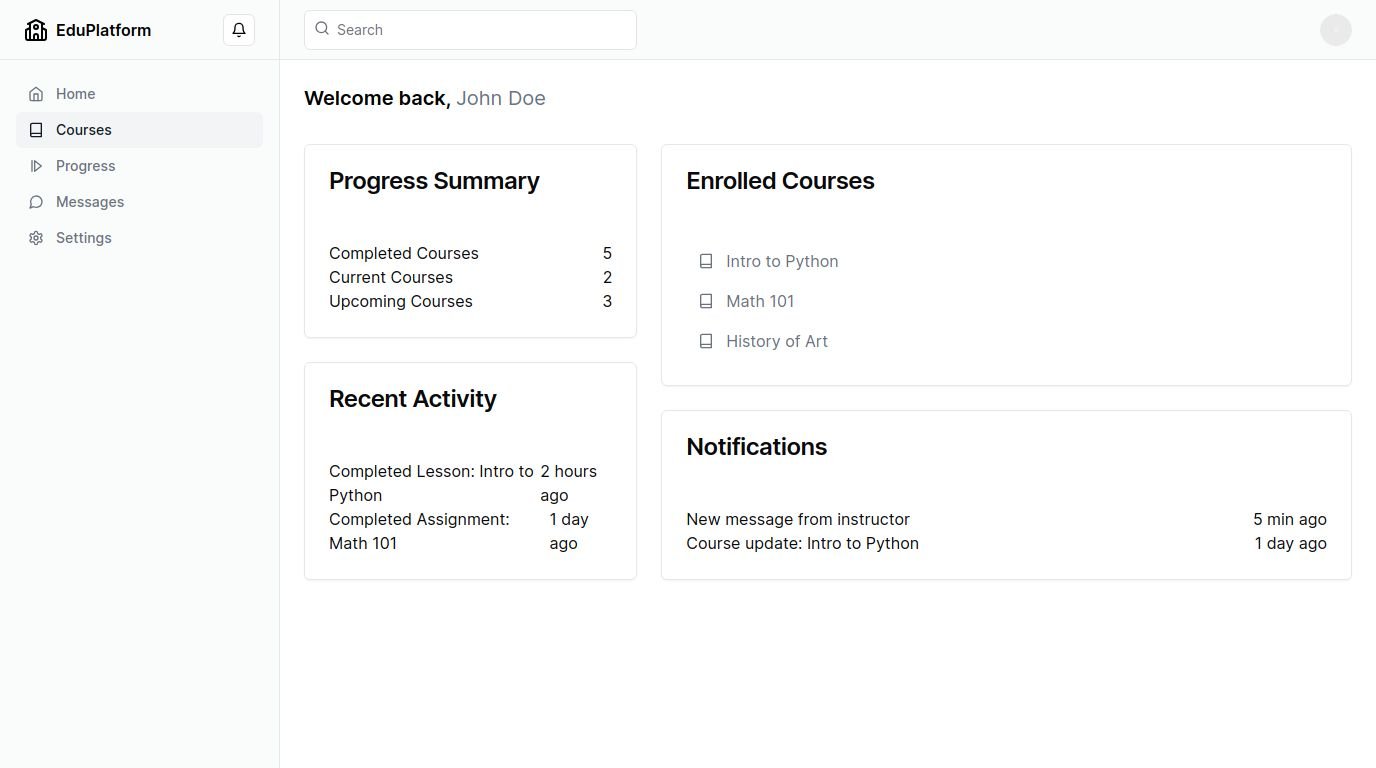 EduPlatform
Search
Home
Courses
Progress
Messages
Settings
Welcome back, John Doe
Progress Summary
Completed Courses 5
Current Courses 2
Upcoming Courses 3
Enrolled Courses
Intro to Python
Math 101
History of Art
Recent Activity
Completed Lesson: Intro to 2 hours
Python ago
Completed Assignment: 1 day
Math 101 ago
Notifications
New message from instructor 5 min ago
Course update: Intro to Python 1 day ago